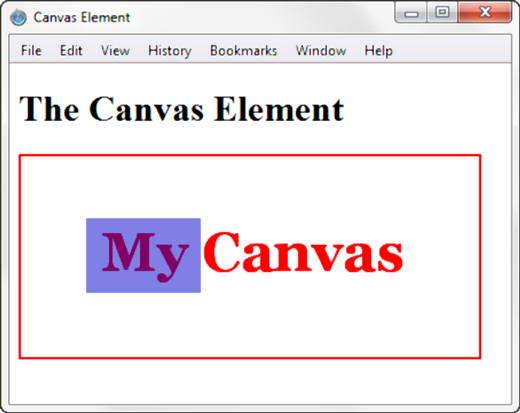 Canvas Element
File Edit View History Bookmarks Window Help
The Canvas Element
My Canvas